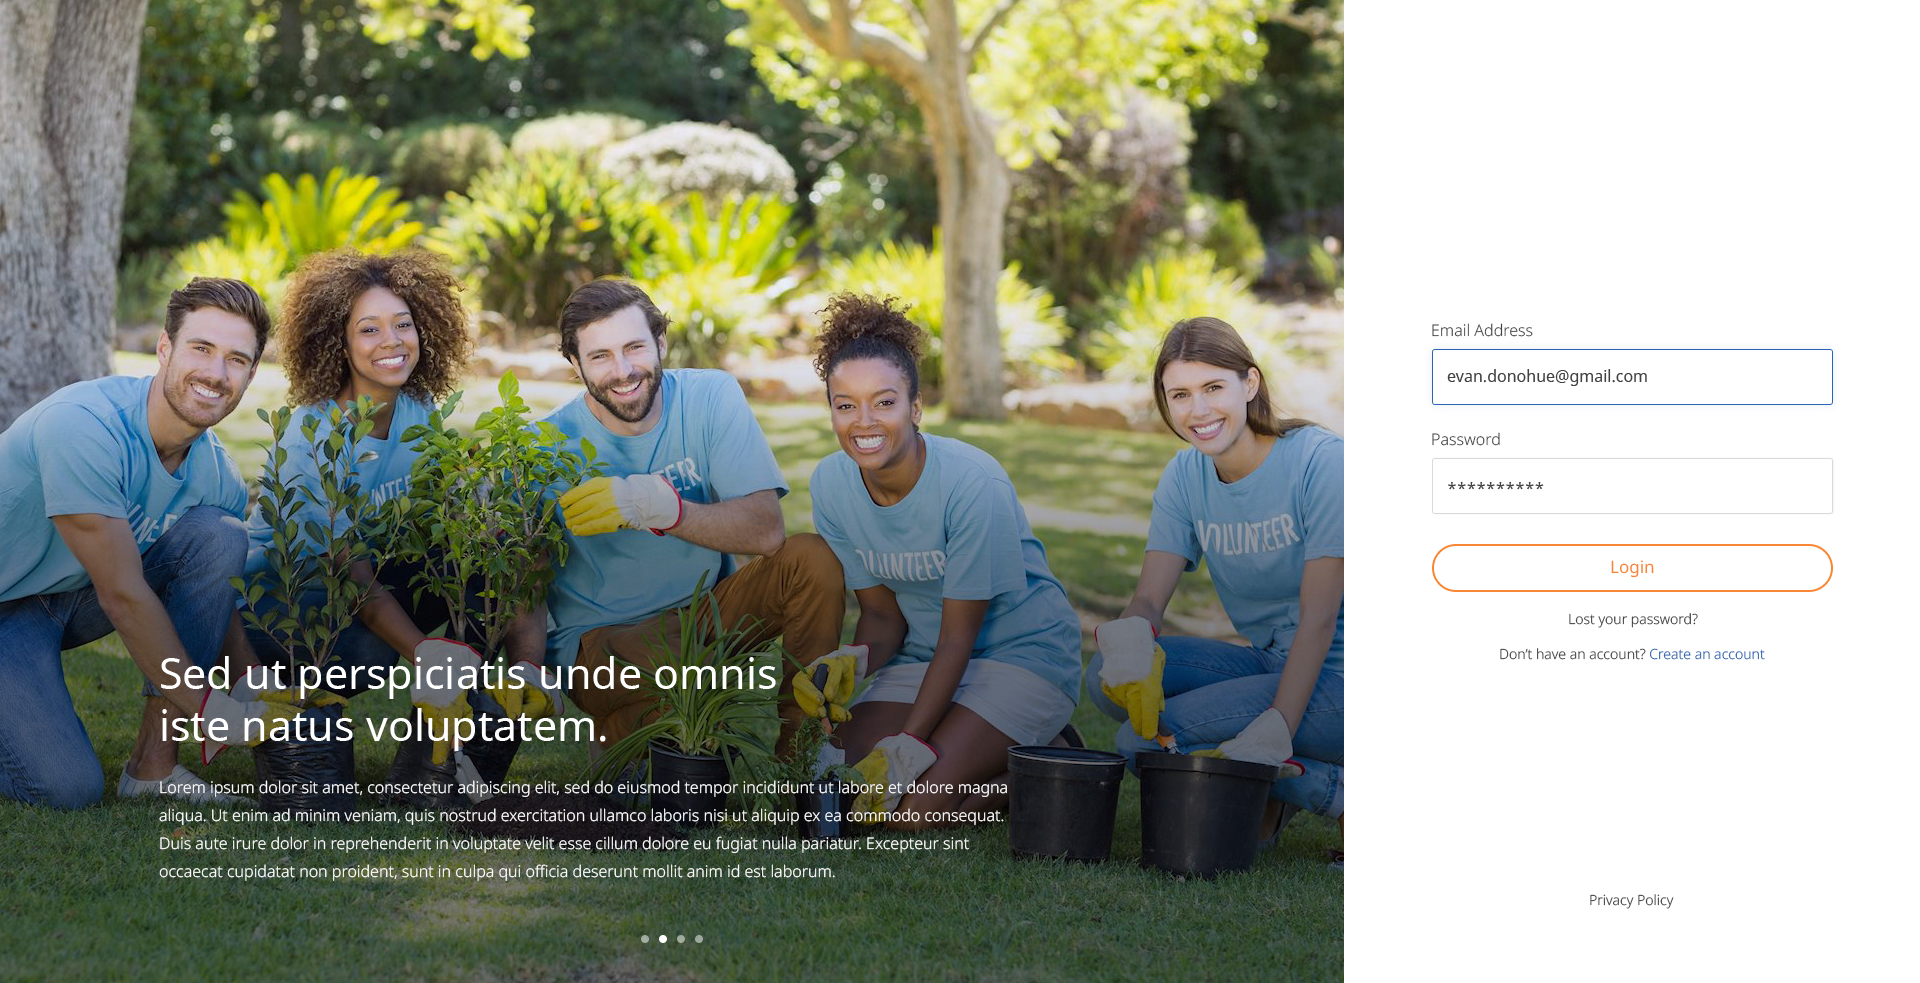 VOLUNTEER
VOLUNTEER
Sed ut perspiciatis unde omnis
iste natus voluptatem.
Lorem ipsum dolor sit amet, consectetur adipiscing elit, sed do eiusmod tempor incididunt ut labore et dolore magna
aliqua. Ut enim ad minim veniam, quis nostrud exercitation ullamco laboris nisi ut aliquip ex ea commodo consequat.
Duis aute irure dolor in reprehenderit in voluptate velit esse cillum dolore eu fugiat nulla pariatur. Excepteur sint
occaecat cupidatat non proident, sunt in culpa qui officia deserunt mollit anim id est laborum.
Email Address
evan.donohue@gmail.com
Password
**********
Login
Lost your password?
Don't have an account? Create an account
Privacy Policy